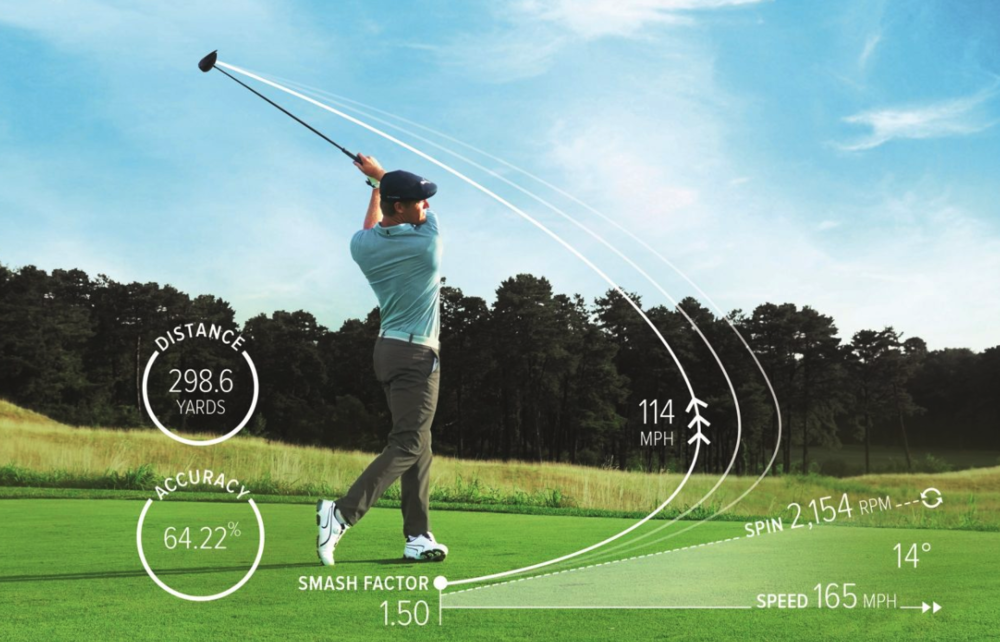 DISTANCE
298.6
YARDS
114
MPH
ACCURACY
64.22%
SPIN 2,154 RPM
14°
SMASH FACTOR
1.50
SPEED 165 MPH